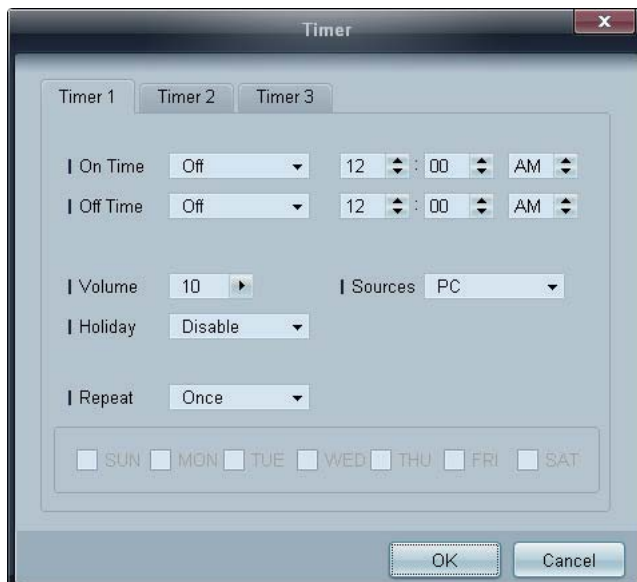 Timer
Timer 1 Timer 2 Timer 3
On Time Off 12 : 00 AM
Off Time Off 12 : 00 AM
Volume 10 Sources PC
Holiday Disable
Repeat Once
SUN MON TUE WED THU FRI SAT
OK Cancel